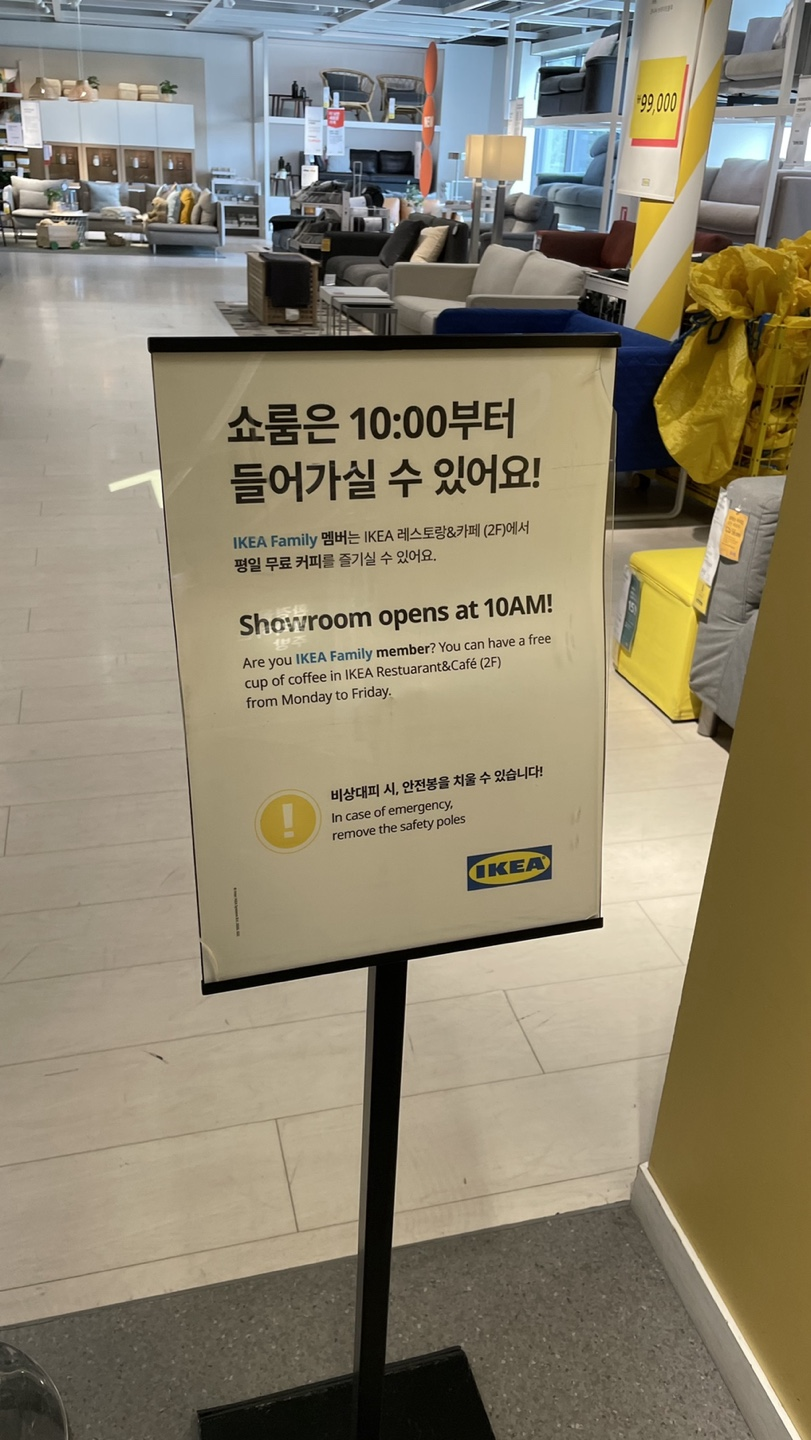 ₩99,000
쇼룸은 10:00부터
들어가실 수 있어요!
IKEA Family 멤버는 IKEA 레스토랑&카페 (2F)에서
평일 무료 커피를 즐기실 수 있어요.
Showroom opens at 10AM!
Are you IKEA Family member? You can have a free
cup of coffee in IKEA Restuarant&Café (2F)
from Monday to Friday.
비상대피 시, 안전봉을 치울 수 있습니다!
In case of emergency,
remove the safety poles
IKEA